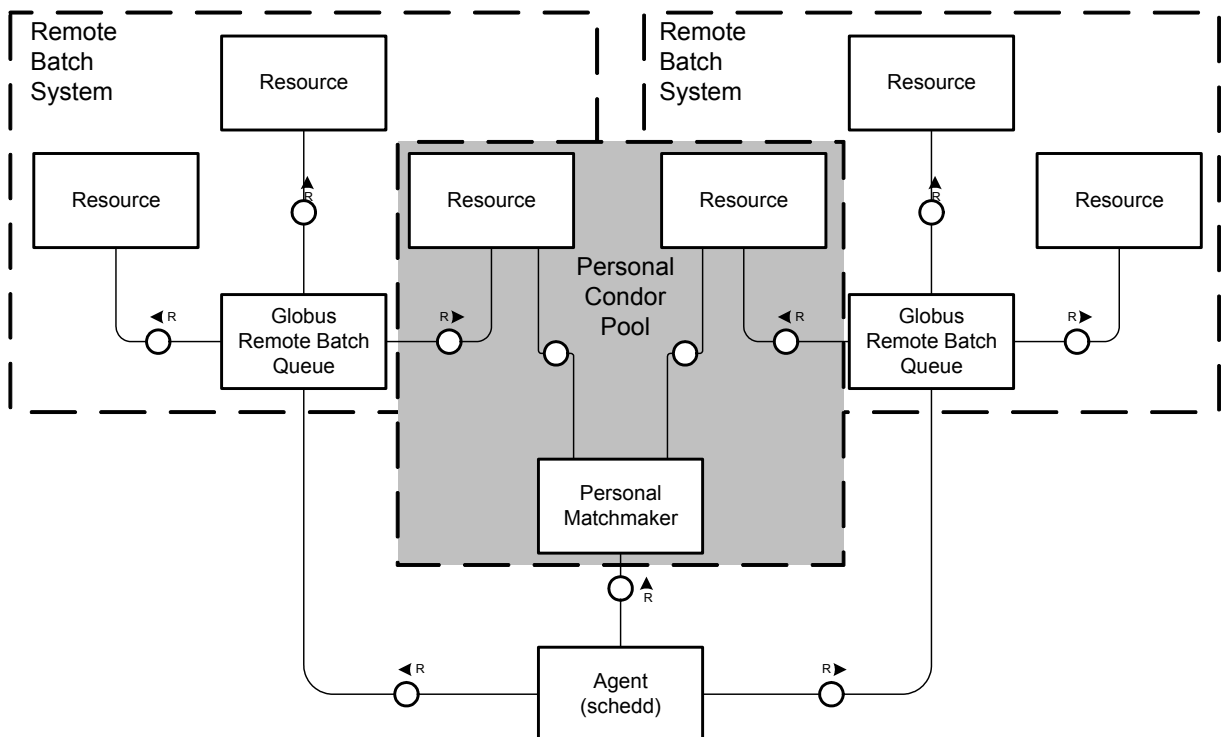 Remote
Batch
System
Remote
Batch
System
Resource
Resource
Resource
Resource
Resource
Resource
R
R
Personal
Condor
Pool
Globus
Remote Batch
Queue
Globus
Remote Batch
Queue
R
R
R
R
Personal
Matchmaker
R
Agent
(schedd)
R
R